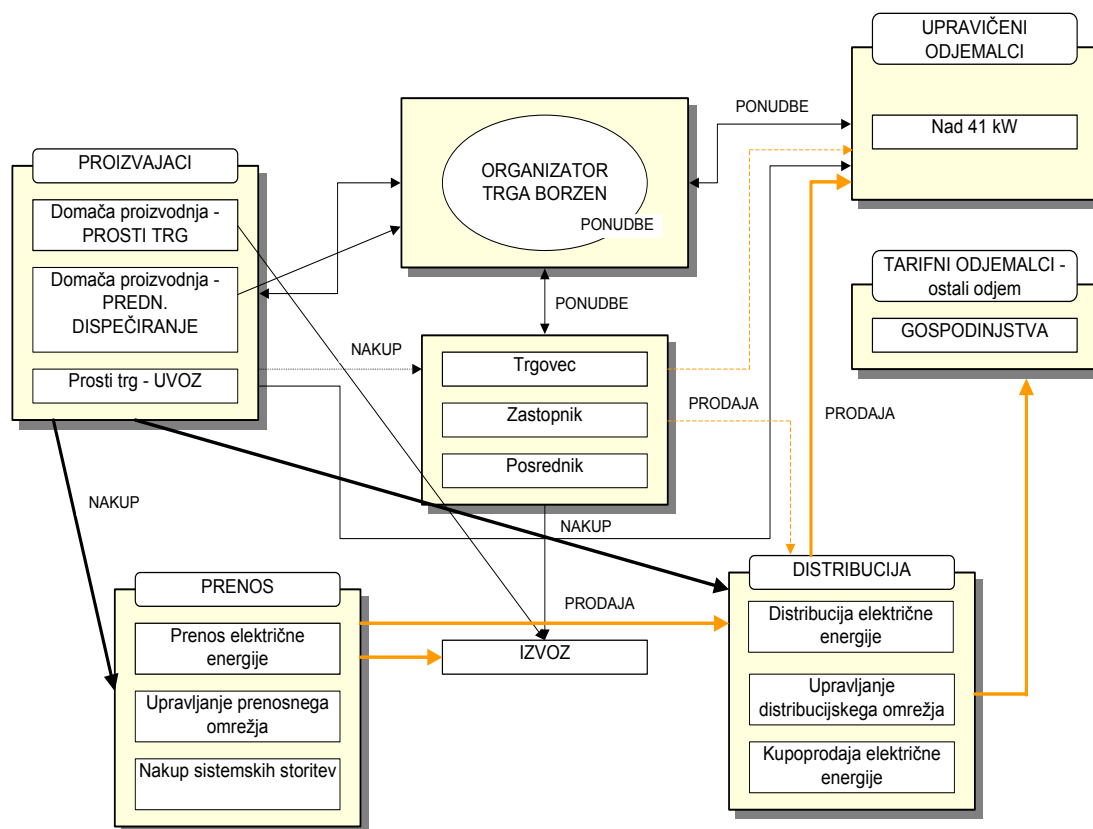 UPRAVIČENI
ODJEMALCI
Nad 41 kW
PONUDBE
ORGANIZATOR
TRGA BORZEN
PONUDBE
PROIZVAJACI
Domača proizvodnja -
PROSTI TRG
Domača proizvodnja -
PREDN.
DISPEČIRANJE
Prosti trg - UVOZ
TARIFNI ODJEMALCI -
ostali odjem
GOSPODINJSTVA
PONUDBE
NAKUP
Trgovec
Zastopnik
Posrednik
PRODAJA
PRODAJA
NAKUP
NAKUP
PRENOS
Prenos električne
energije
Upravljanje prenosnega
omrežja
Nakup sistemskih storitev
PRODAJA
IZVOZ
DISTRIBUCIJA
Distribucija električne
energije
Upravljanje
distribucijskega omrežja
Kupoprodaja električne
energije